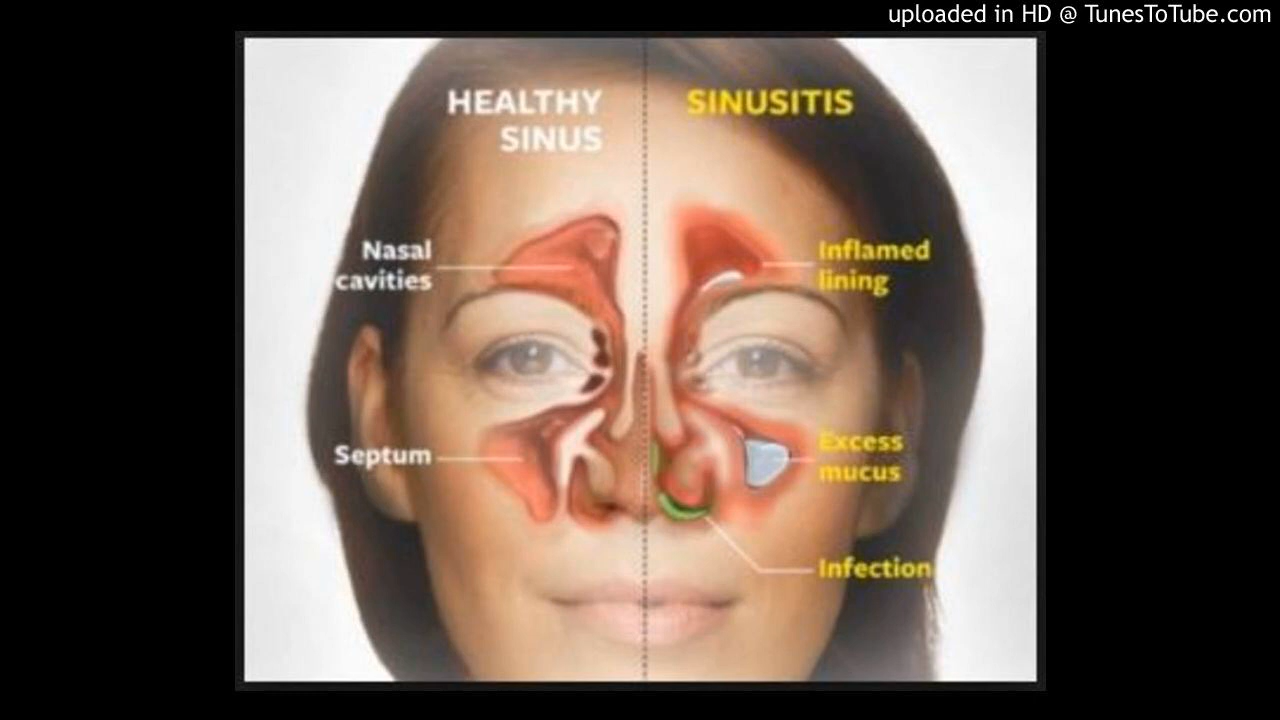 uploaded in HD @ TunesToTube.com
HEALTHY
SINUS
SINUSITIS
Nasal
cavities
Inflamed
lining
Septum
Excess
mucus
Infection